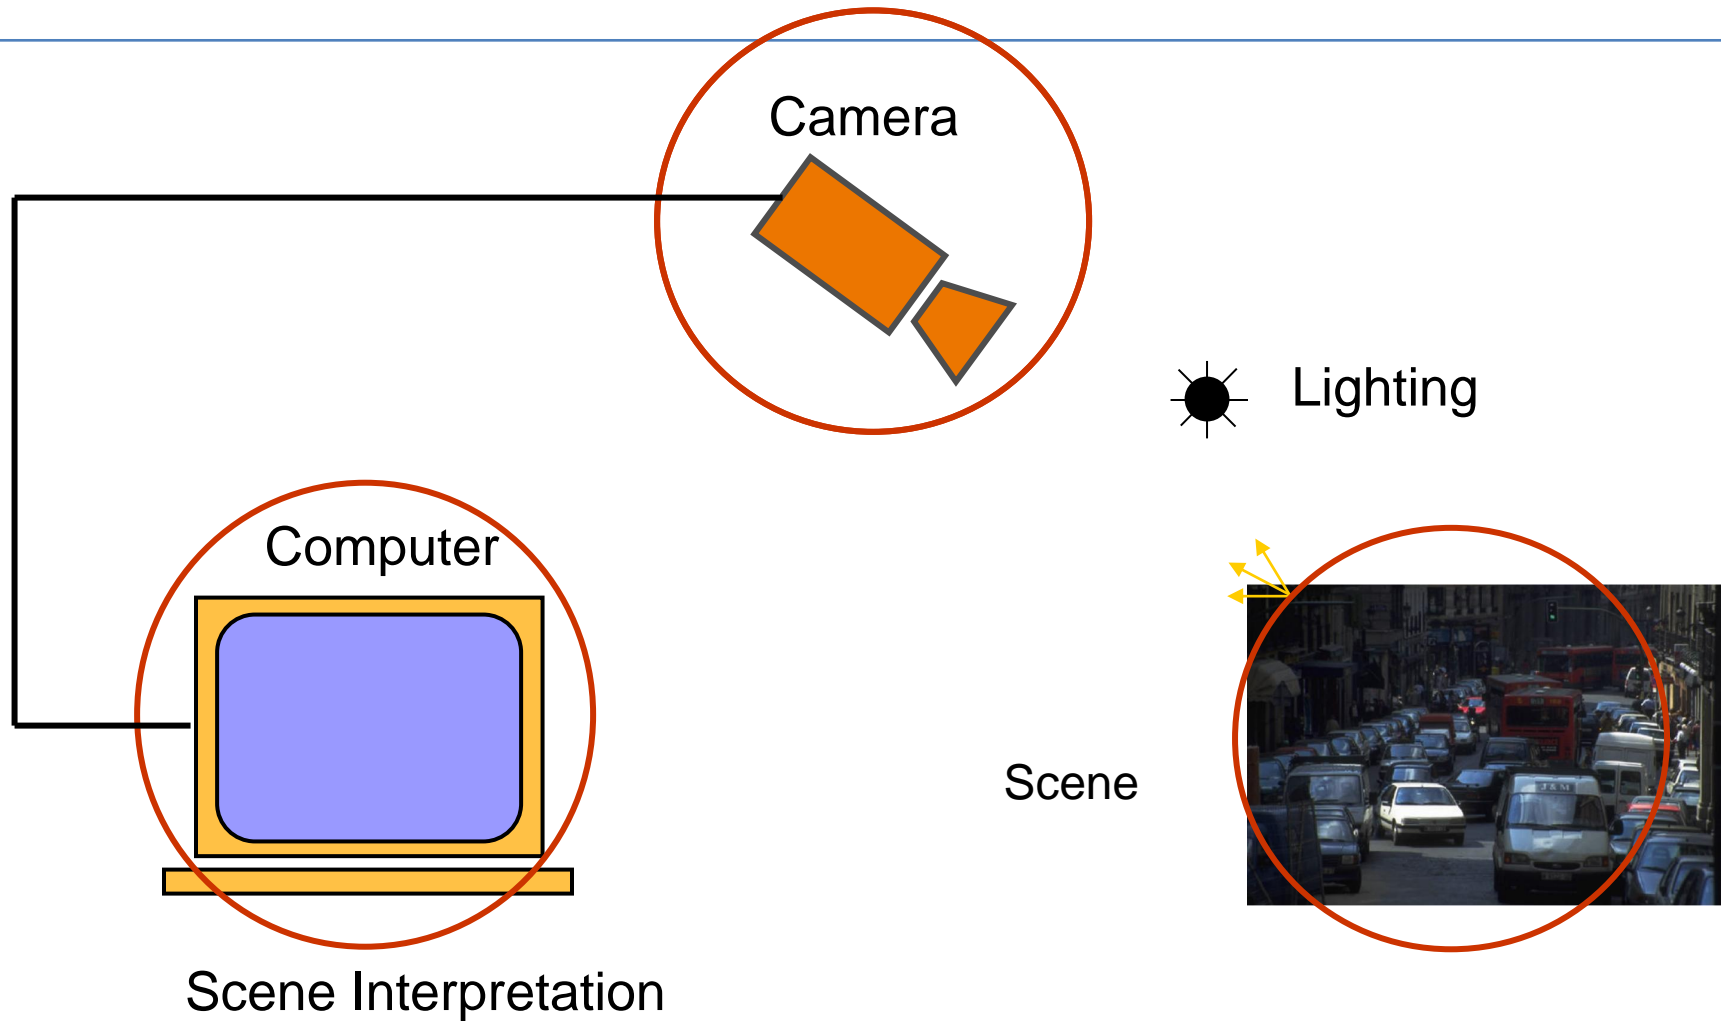 Camera
Lighting
Computer
Scene
J&M
Scene Interpretation